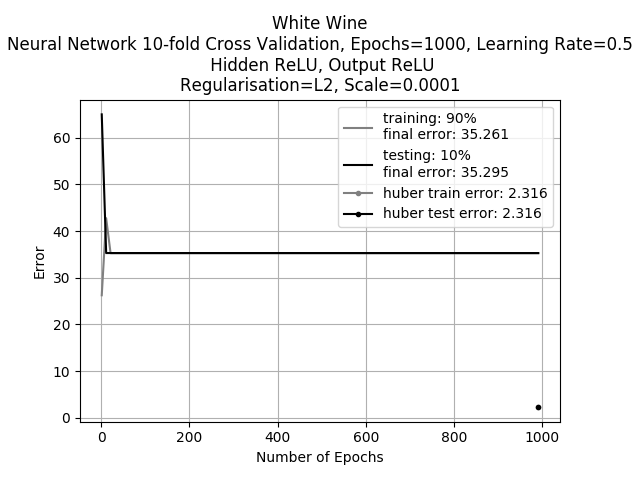 White Wine
Neural Network 10-fold Cross Validation, Epochs=1000, Learning Rate=0.5
Hidden ReLU, Output ReLU
Regularisation=L2, Scale=0.0001
training: 90%
final error: 35.261
testing: 10%
final error: 35.295
huber train error: 2.316
huber test error: 2.316
Error
60
50
40
30
20
10
0
0 200 400 600 800 1000
Number of Epochs